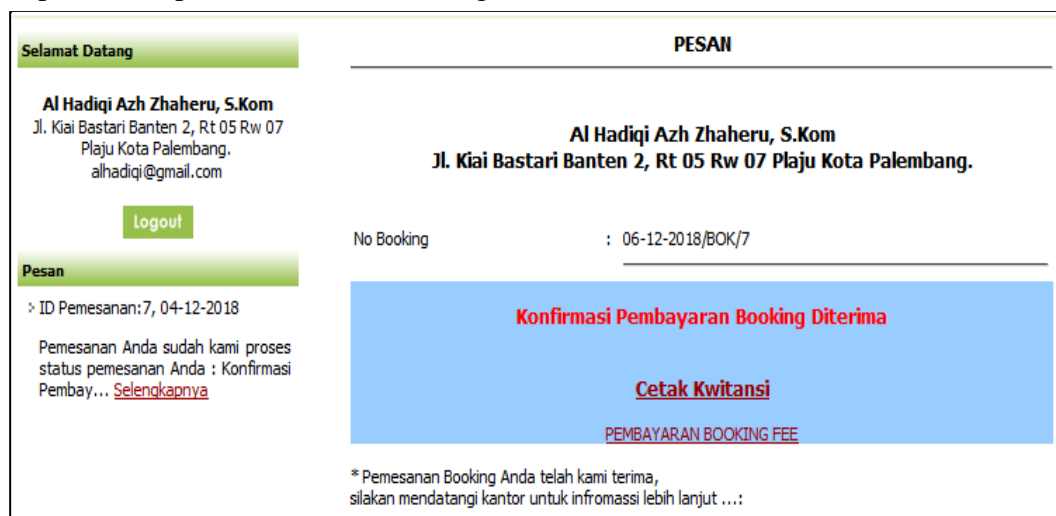 Selamat Datang
Al Hadiqi Azh Zhaheru, S.Kom
Jl. Kiai Bastari Banten 2, Rt 05 Rw 07
Plaju Kota Palembang.
alhadiqi@gmail.com
Logout
Pesan
ID Pemesanan:7, 04-12-2018
Pemesanan Anda sudah kami proses
status pemesanan Anda : Konfirmasi
Pembay... Selengkapnya
PESAN
Al Hadiqi Azh Zhaheru, S.Kom
Jl. Kiai Bastari Banten 2, Rt 05 Rw 07 Plaju Kota Palembang.
No Booking : 06-12-2018/BOK/7
Konfirmasi Pembayaran Booking Diterima
Cetak Kwitansi
PEMBAYARAN BOOKING FEE
* Pemesanan Booking Anda telah kami terima,
silakan mendatangi kantor untuk infromassi lebih lanjut ...: